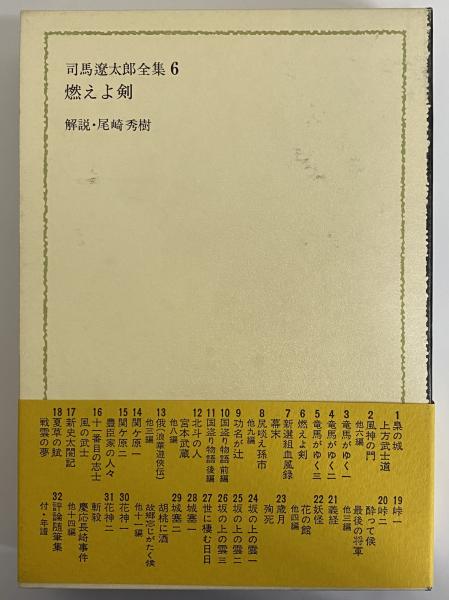 司馬遼太郎全集 6
燃えよ剣
解説・尾崎秀樹
1 梟の城
上方武士道
2 風神の門
他六編
3 竜馬がゆく一
4 竜馬がゆく二
5 竜馬がゆく三
6 燃えよ剣
7 新選組血風録
幕末
8 尻啖え孫市
他九編
9 功名が辻
10 国盗り物語前編
11 国盗り物語後編
12 北斗の人
宮本武蔵
他八編
13 俄〈浪華遊侠伝〉
他三編
14 関ケ原一
15 関ケ原二
豊臣家の人々
16 十一番目の志士
風の武士
17 新史太閤記
18 夏草の賦
戦雲の夢
19 峠一
20 峠二
酔って候
最後の将軍
他三編
21 義経
22 妖怪
花の館
他四編
23 歳月
殉死
24 坂の上の雲一
25 坂の上の雲二
26 坂の上の雲三
27 世に棲む日日
28 城塞一
29 城塞二
胡桃に酒
故郷忘じがたく候
他十一編
30 花神一
31 花神二
斬殺
慶応長崎事件
他十四編
32 評論随筆集
付・年譜